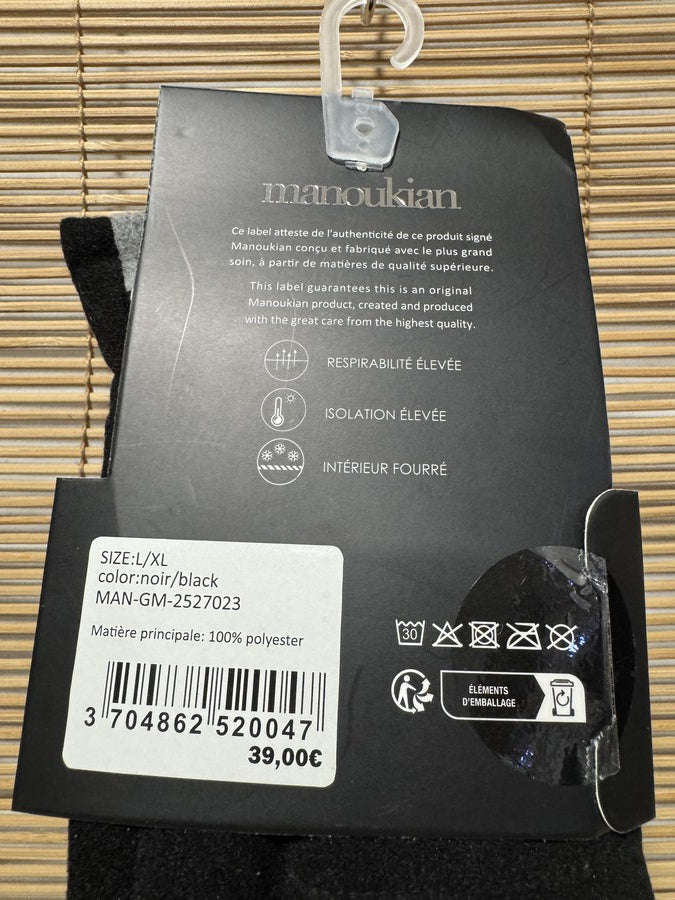 manoukian
Ce label atteste de l'authenticité de ce produit signé
Manoukian conçu et fabriqué avec le plus grand
soin, à partir de matières de qualité supérieure.
This label guarantees this is an original
Manoukian product, created and produced
with the great care from the highest quality.
RESPIRABILITÉ ÉLEVÉE
ISOLATION ÉLEVÉE
INTÉRIEUR FOURRÉ
SIZE:L/XL
color:noir/black
MAN-GM-2527023
Matière principale: 100% polyester
3 704862 520047
39,00€
30
ÉLÉMENTS
D'EMBALLAGE